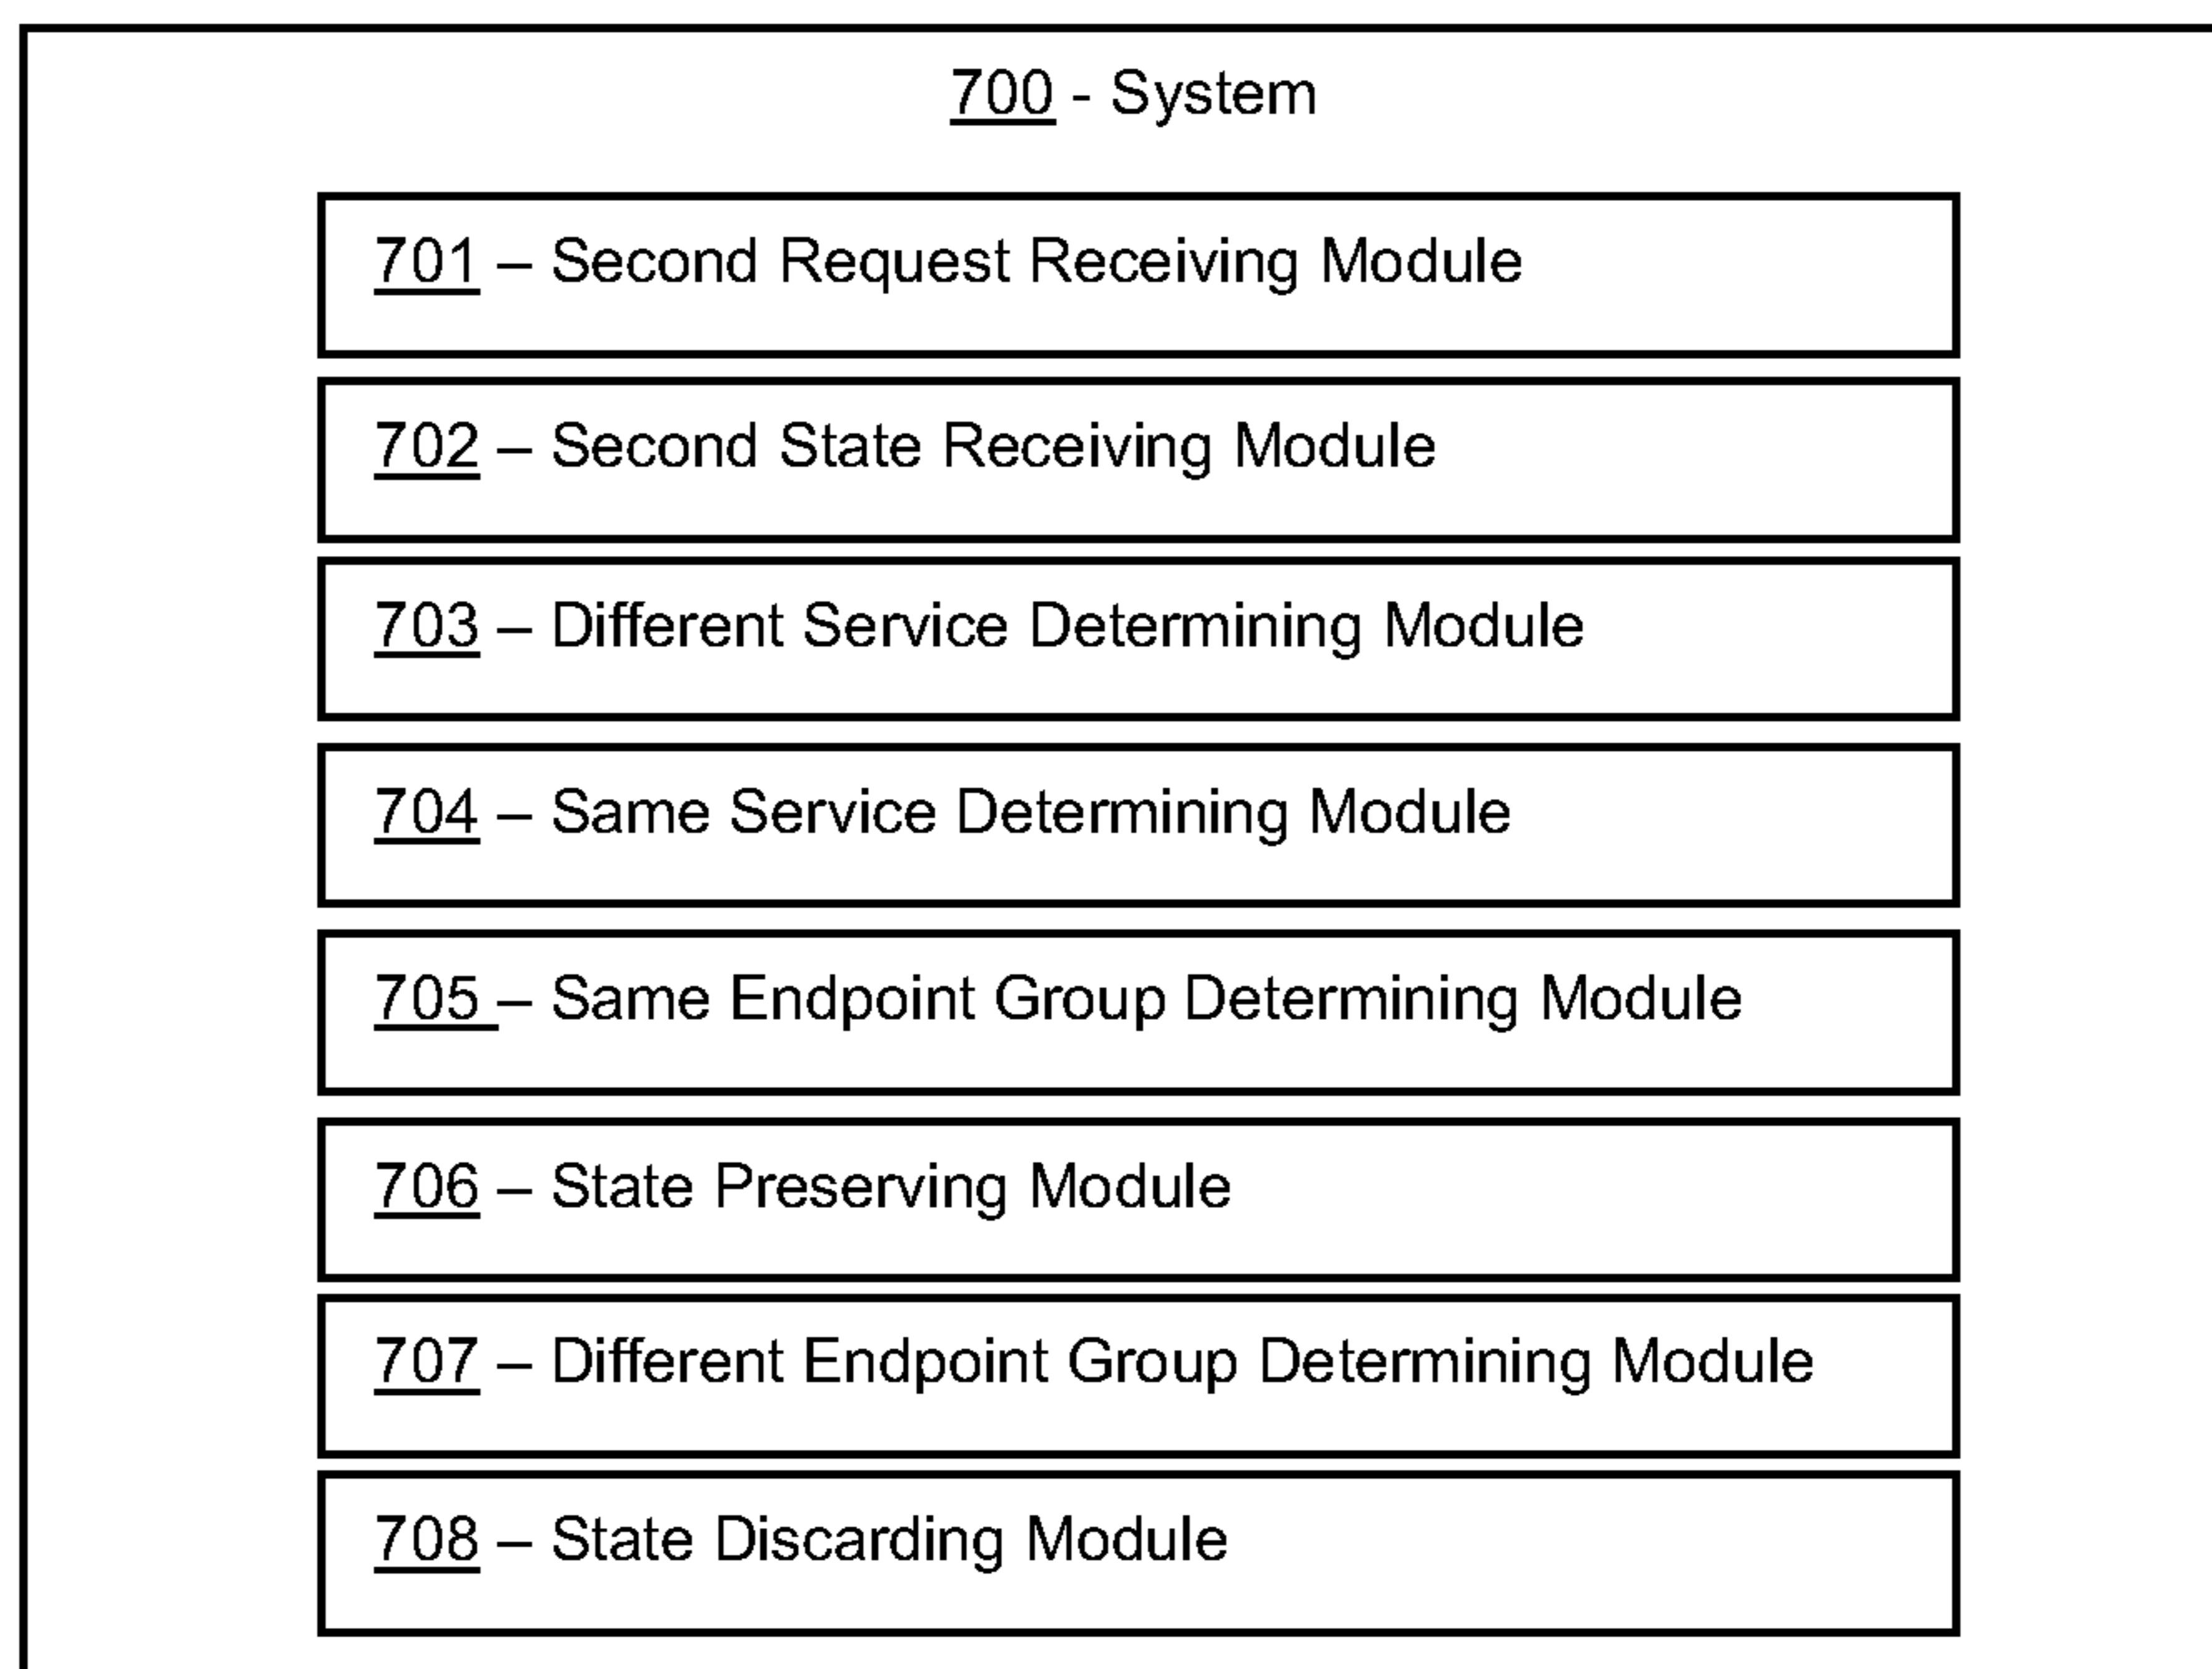 700 - System
701 – Second Request Receiving Module
702 – Second State Receiving Module
703 – Different Service Determining Module
704 – Same Service Determining Module
705 – Same Endpoint Group Determining Module
706 – State Preserving Module
707 – Different Endpoint Group Determining Module
708 – State Discarding Module